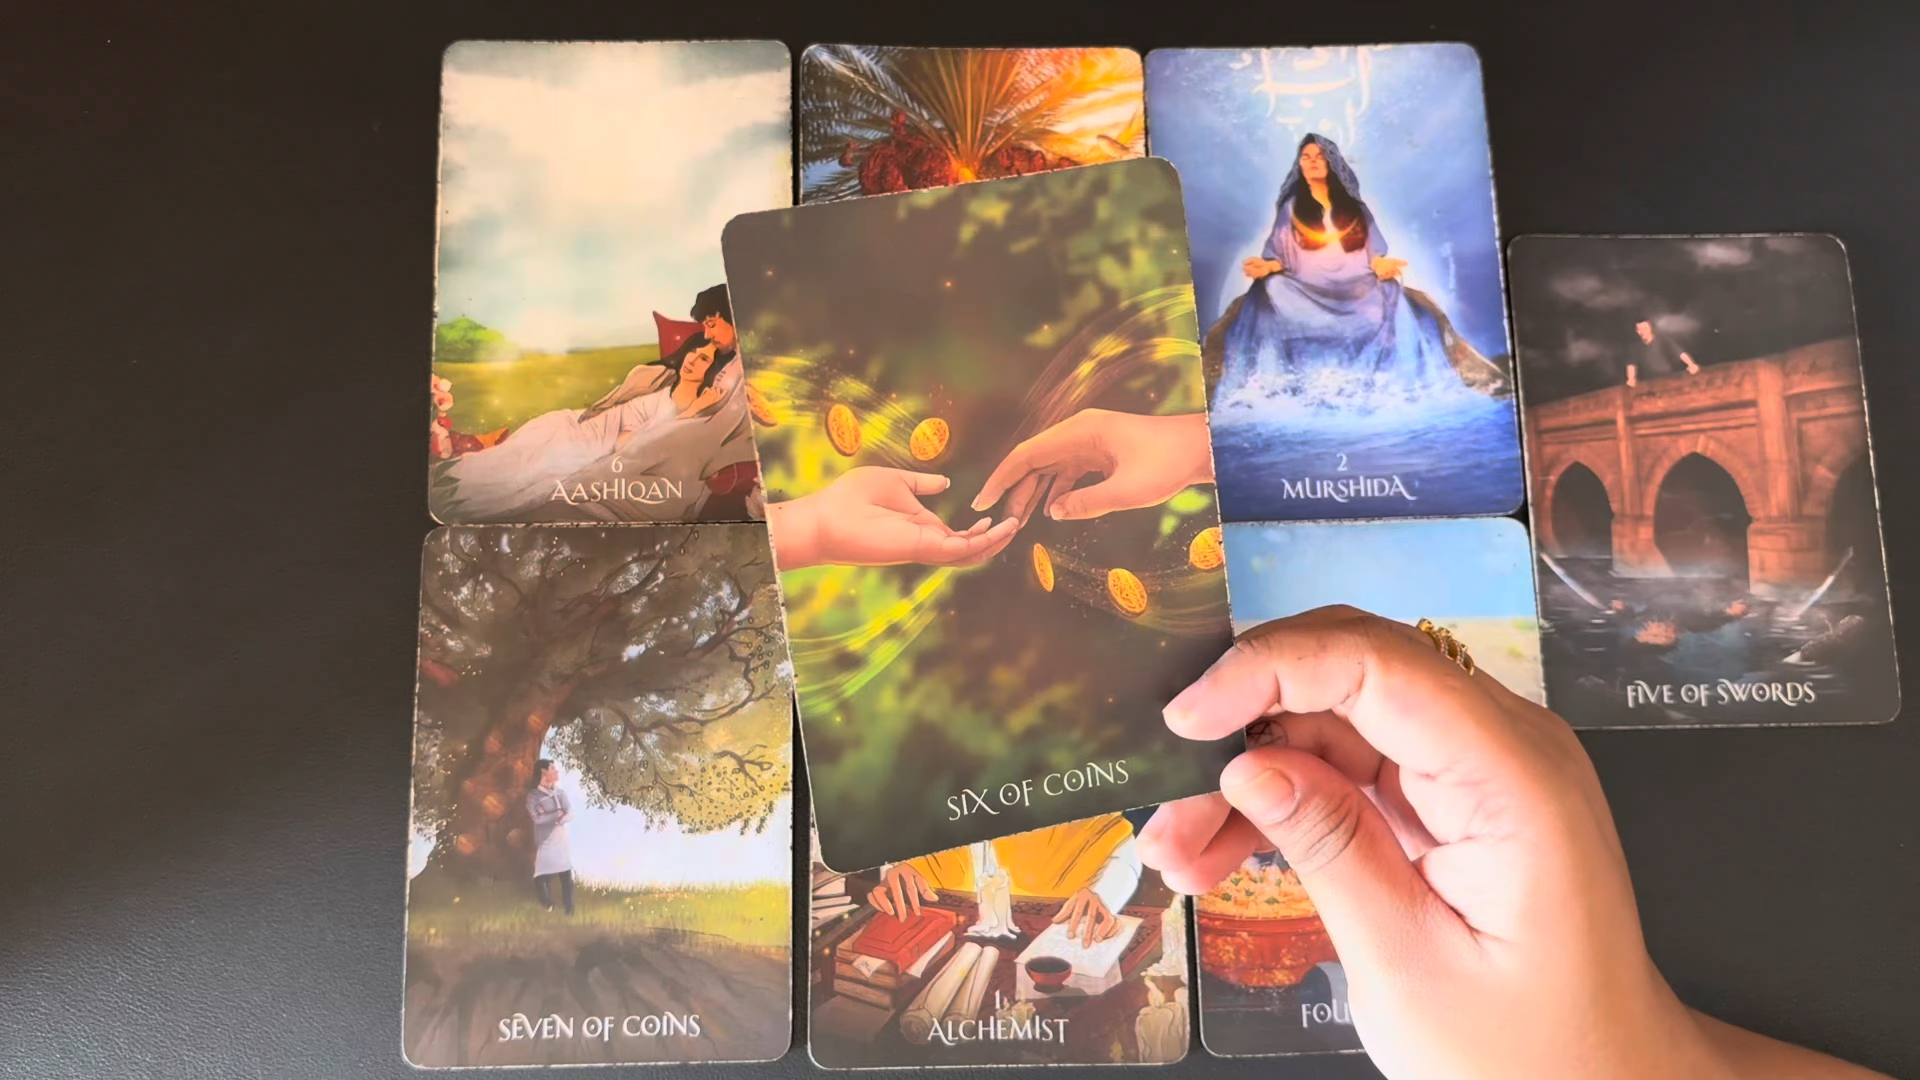 6
AASHIQAN
2
MURSHIDA
FIVE OF SWORDS
SIX OF COINS
SEVEN OF COINS
1
ALCHEMIST